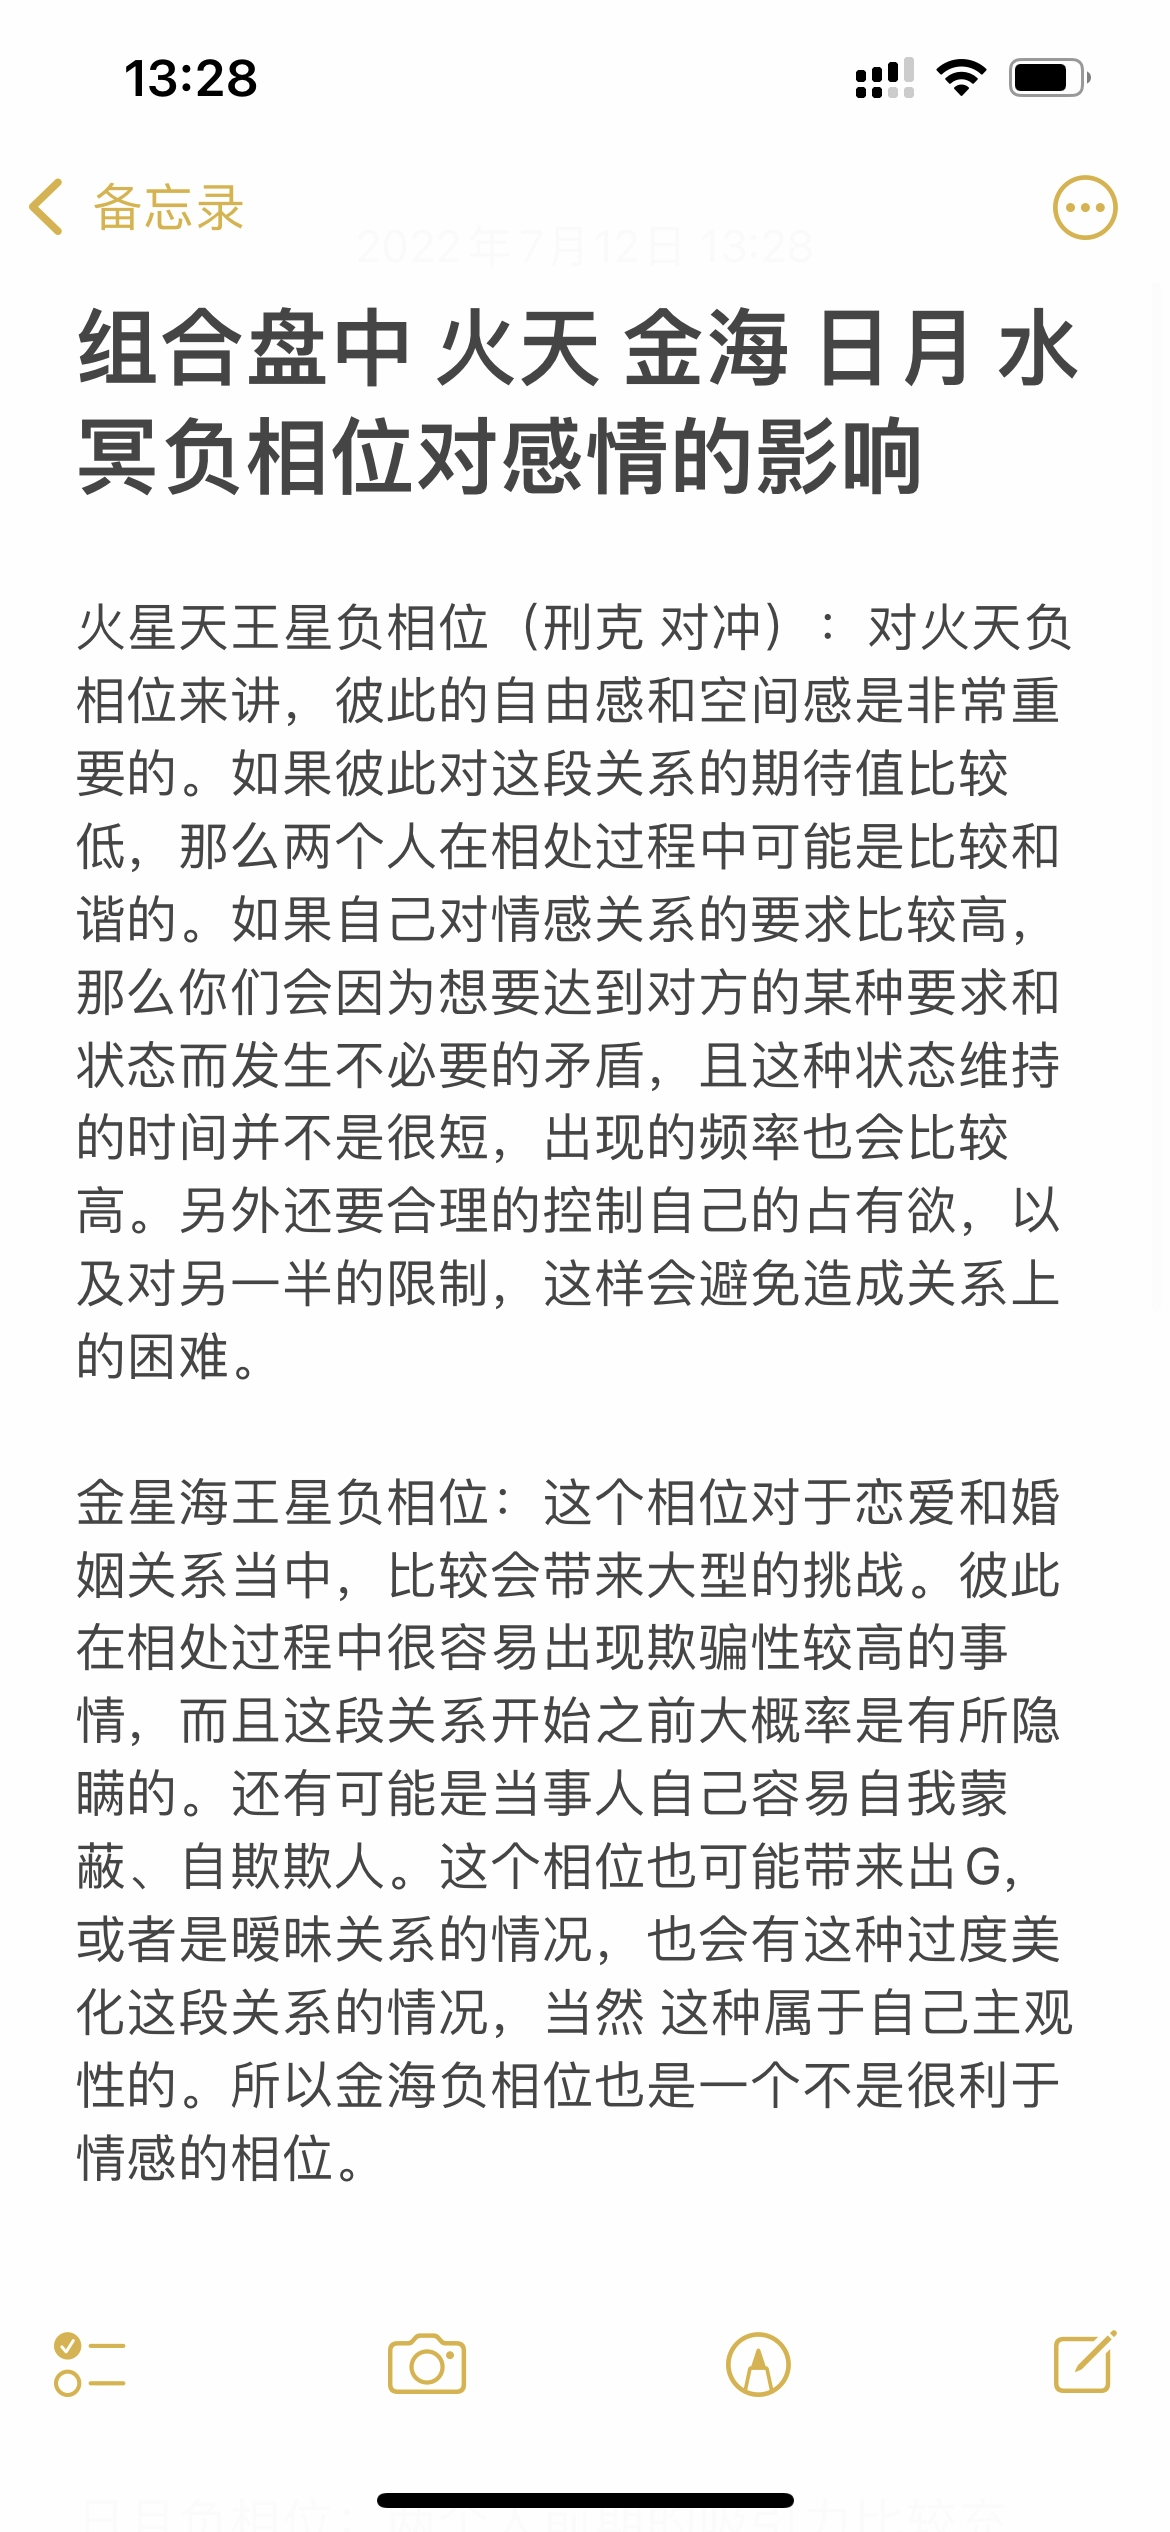 13:28
备忘录
2022年7月12日 13:28
组合盘中 火天 金海 日月 水
冥负相位对感情的影响
火星天王星负相位（刑克 对冲）：对火天负
相位来讲，彼此的自由感和空间感是非常重
要的。如果彼此对这段关系的期待值比较
低，那么两个人在相处过程中可能是比较和
谐的。如果自己对情感关系的要求比较高，
那么你们会因为想要达到对方的某种要求和
状态而发生不必要的矛盾，且这种状态维持
的时间并不是很短，出现的频率也会比较
高。另外还要合理的控制自己的占有欲，以
及对另一半的限制，这样会避免造成关系上
的困难。
金星海王星负相位：这个相位对于恋爱和婚
姻关系当中，比较会带来大型的挑战。彼此
在相处过程中很容易出现欺骗性较高的事
情，而且这段关系开始之前大概率是有所隐
瞒的。还有可能是当事人自己容易自我蒙
蔽、自欺欺人。这个相位也可能带来出G，
或者是暧昧关系的情况，也会有这种过度美
化这段关系的情况，当然 这种属于自己主观
性的。所以金海负相位也是一个不是很利于
情感的相位。